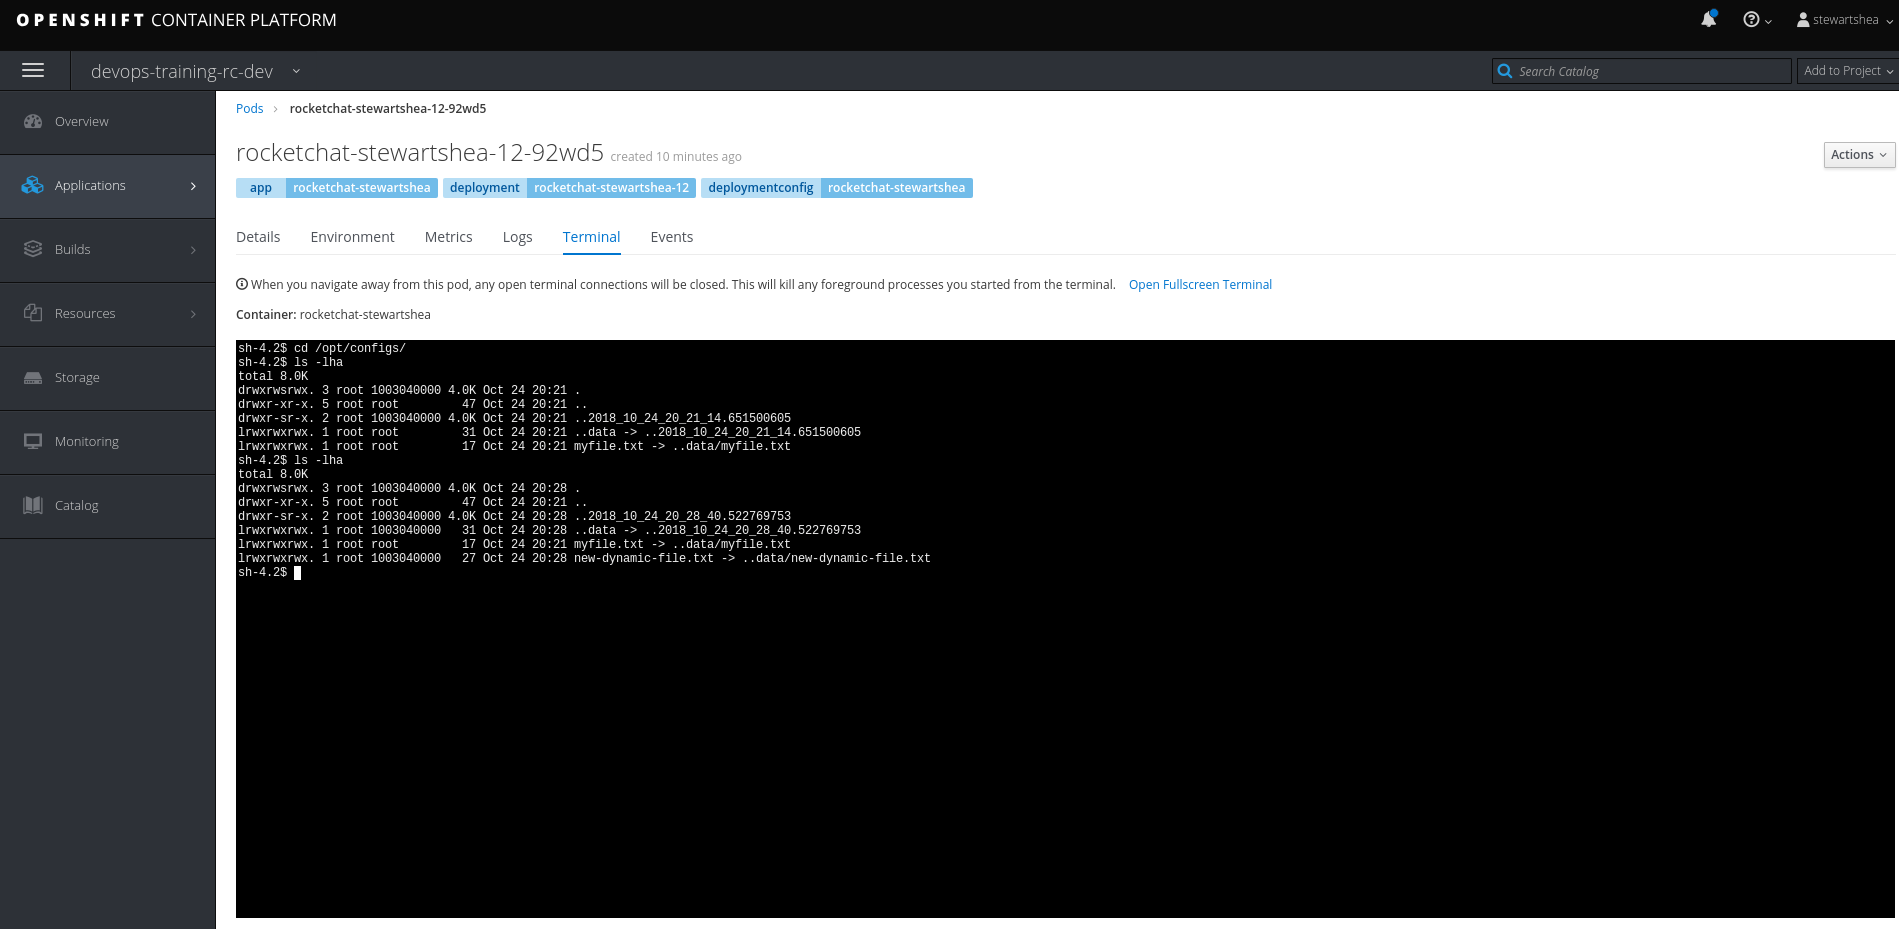 OPENSHIFT CONTAINER PLATFORM
stewartshea
devops-training-rc-dev
Search Catalog
Add to Project
Overview
Applications
Builds
Resources
Storage
Monitoring
Catalog
Pods › rocketchat-stewartshea-12-92wd5
rocketchat-stewartshea-12-92wd5 created 10 minutes ago
Actions
app rocketchat-stewartshea deployment rocketchat-stewartshea-12 deploymentconfig rocketchat-stewartshea
Details Environment Metrics Logs Terminal Events
When you navigate away from this pod, any open terminal connections will be closed. This will kill any foreground processes you started from the terminal. Open Fullscreen Terminal
Container: rocketchat-stewartshea
sh-4.2$ cd /opt/configs/
sh-4.2$ ls -lha
total 8.0K
drwxrwsrwx. 3 root 1003040000 4.0K Oct 24 20:21 .
drwxr-xr-x. 5 root root         47 Oct 24 20:21 ..
drwxr-sr-x. 2 root 1003040000 4.0K Oct 24 20:21 ..2018_10_24_20_21_14.651500605
lrwxrwxrwx. 1 root root         31 Oct 24 20:21 ..data -> ..2018_10_24_20_21_14.651500605
lrwxrwxrwx. 1 root root         17 Oct 24 20:21 myfile.txt -> ..data/myfile.txt
sh-4.2$ ls -lha
total 8.0K
drwxrwsrwx. 3 root 1003040000 4.0K Oct 24 20:28 .
drwxr-xr-x. 5 root root         47 Oct 24 20:21 ..
drwxr-sr-x. 2 root 1003040000 4.0K Oct 24 20:28 ..2018_10_24_20_28_40.522769753
lrwxrwxrwx. 1 root 1003040000   31 Oct 24 20:28 ..data -> ..2018_10_24_20_28_40.522769753
lrwxrwxrwx. 1 root root         17 Oct 24 20:21 myfile.txt -> ..data/myfile.txt
lrwxrwxrwx. 1 root 1003040000   27 Oct 24 20:28 new-dynamic-file.txt -> ..data/new-dynamic-file.txt
sh-4.2$